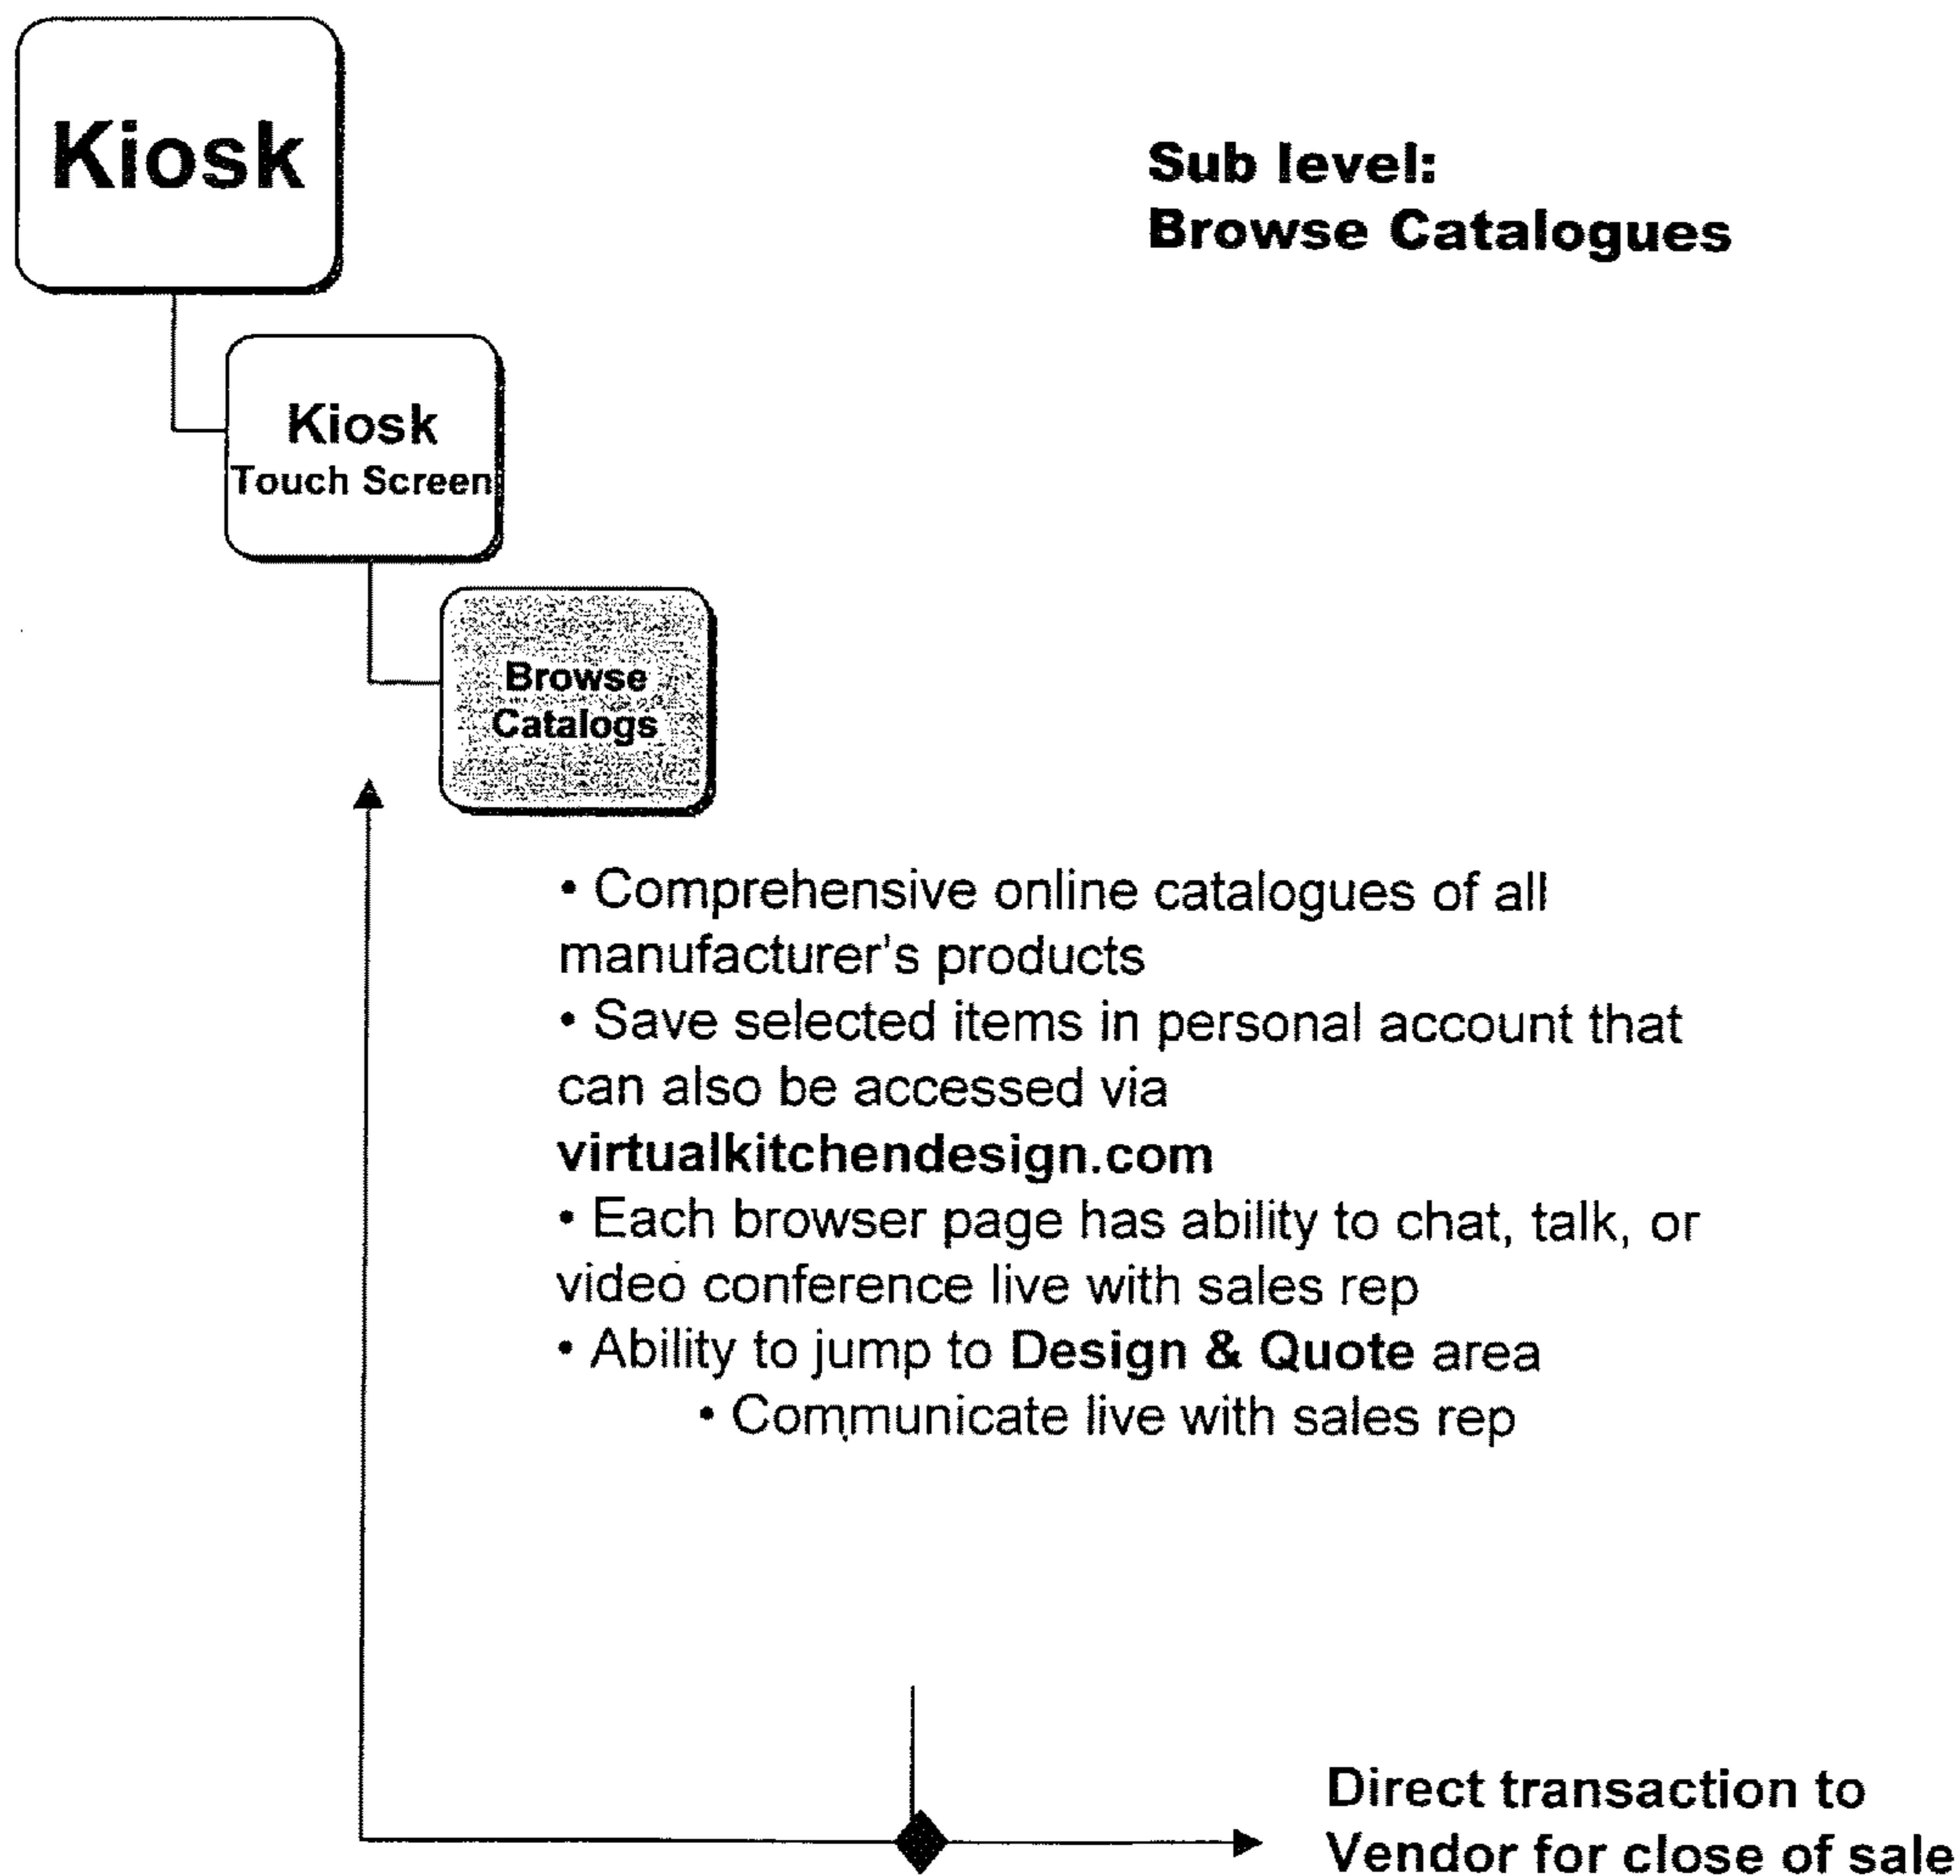 Kiosk
Sub level:
Browse Catalogues
Kiosk
Touch Screen
Browse
Catalogs
• Comprehensive online catalogues of all
manufacturer's products
• Save selected items in personal account that
can also be accessed via
virtualkitchendesign.com
• Each browser page has ability to chat, talk, or
video conference live with sales rep
• Ability to jump to Design & Quote area
• Communicate live with sales rep
Direct transaction to
Vendor for close of sale